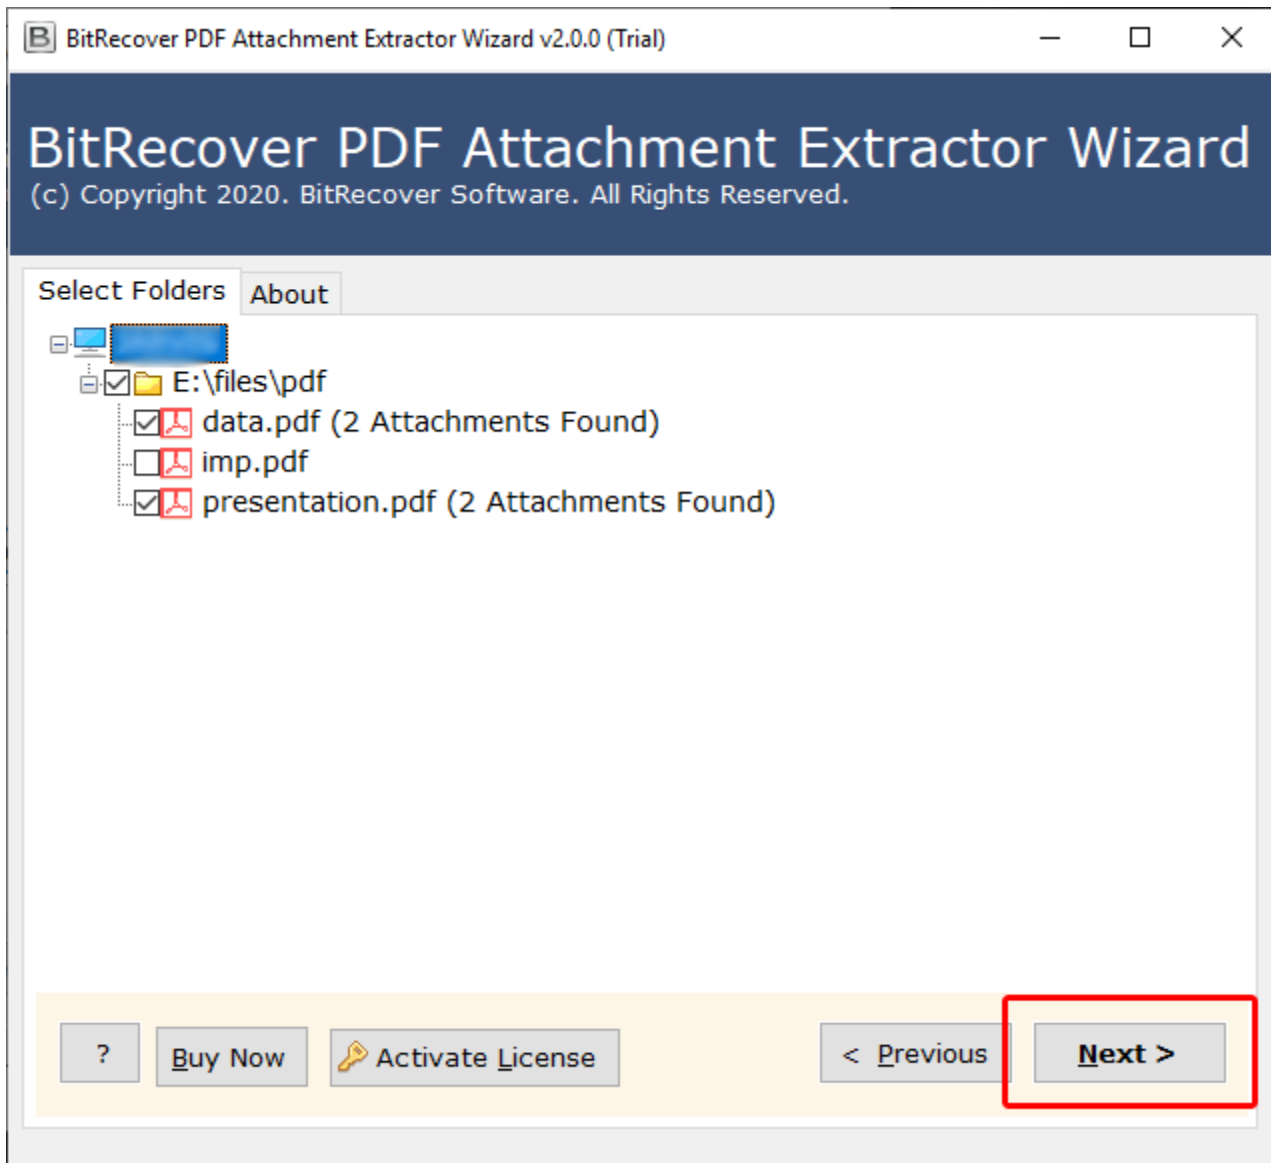 BitRecover PDF Attachment Extractor Wizard v2.0.0 (Trial)
BitRecover PDF Attachment Extractor Wizard
(c) Copyright 2020. BitRecover Software. All Rights Reserved.
Select Folders About
E:\files\pdf
data.pdf (2 Attachments Found)
imp.pdf
presentation.pdf (2 Attachments Found)
? Buy Now Activate License < Previous Next >